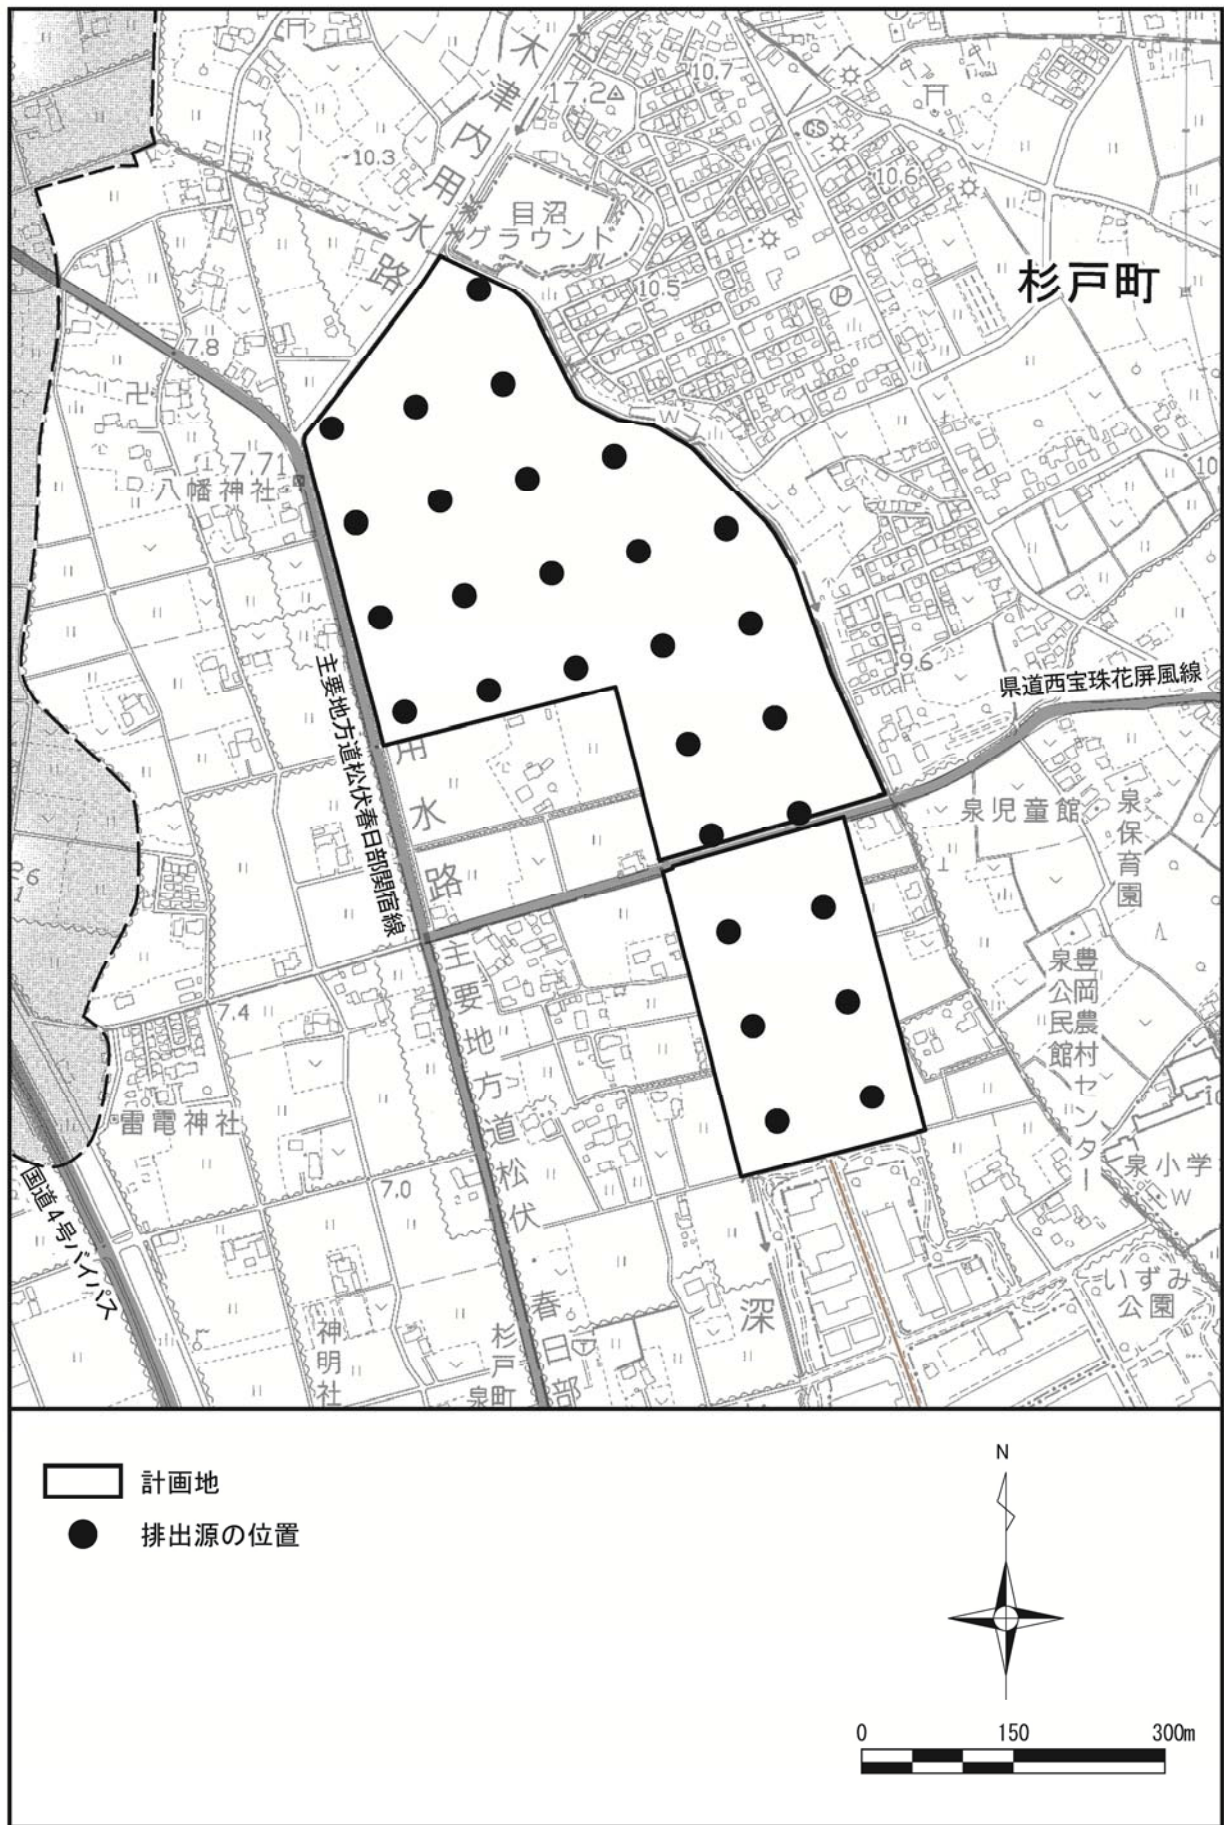 木津内用水路
17.2
10.7
10.3
GS
10.6
目沼
グラウンド
杉戸町
10.5
P
7.8
卍
W
7.71
八幡神社
10
9.6
県道西宝珠花屏風線
主要地方道松伏春日部関宿線
用水路
泉児童館
泉保育園
主要地方道松伏
春日部
豊岡農村センター
泉公民館
7.4
雷電神社
泉小学
W
7.0
国道4号バイパス
いずみ
公園
深
神明社
杉戸町
泉
計画地
排出源の位置
N
0 150 300m